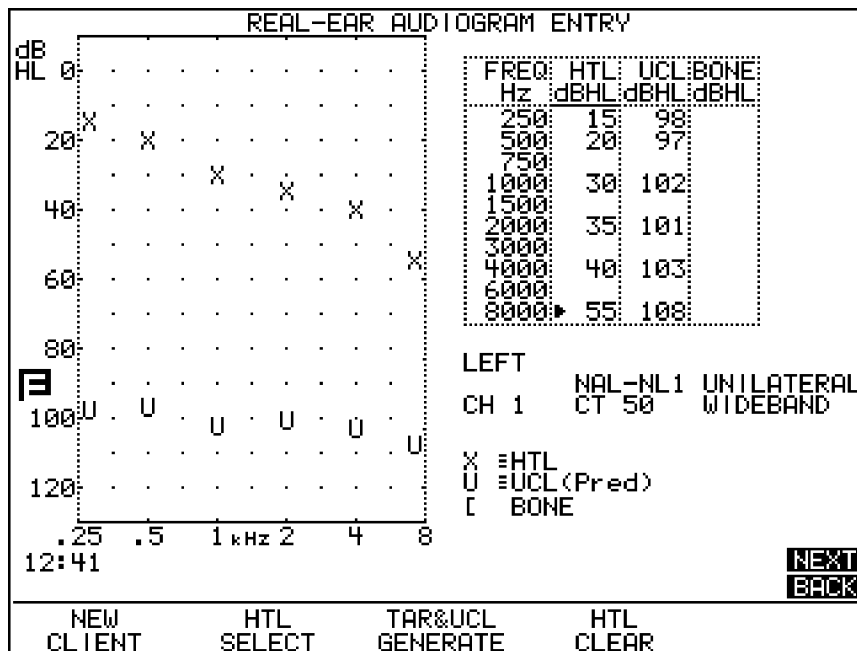 REAL-EAR AUDIOGRAM ENTRY
dB
HL 0
20
40
60
80
100
120
X X X X X X
U U U U U U
.25 .5 1 kHz 2 4 8
12:41
FREQ HTL UCL BONE
Hz dBHL dBHL dBHL
250 15 98
500 20 97
750
1000 30 102
1500
2000 35 101
3000
4000 40 103
6000
8000 55 108
LEFT
NAL-NL1 UNILATERAL
CH 1 CT 50 WIDEBAND
X ≡HTL
U ≡UCL(Pred)
[ BONE
NEXT
BACK
NEW CLIENT
HTL SELECT
TAR&UCL GENERATE
HTL CLEAR